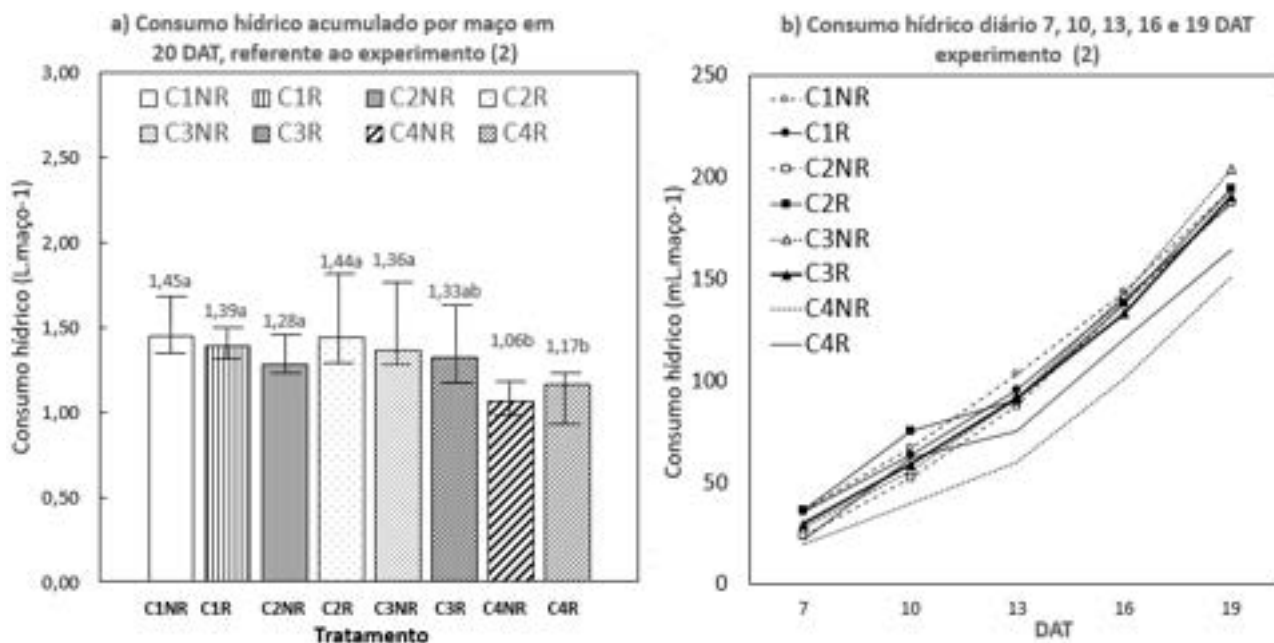 a) Consumo hídrico acumulado por maço em
20 DAT, referente ao experimento (2)
3,00
2,50
2,00
1,50
1,00
0,50
0,00
Consumo hídrico (L.maço-1)
C1NR C1R C2NR C2R
C3NR C3R C4NR C4R
1,45a
1,39a
1,28a
1,44a
1,36a
1,33ab
1,06b
1,17b
C1NR C1R C2NR C2R C3NR C3R C4NR C4R
Tratamento
b) Consumo hídrico diário 7, 10, 13, 16 e 19 DAT
experimento (2)
250
200
150
100
50
0
Consumo hídrico (mL.maço-1)
C1NR
C1R
C2NR
C2R
C3NR
C3R
C4NR
C4R
7 10 13 16 19
DAT